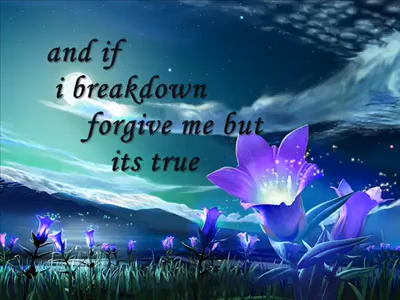 and if
i breakdown
forgive me but
its true